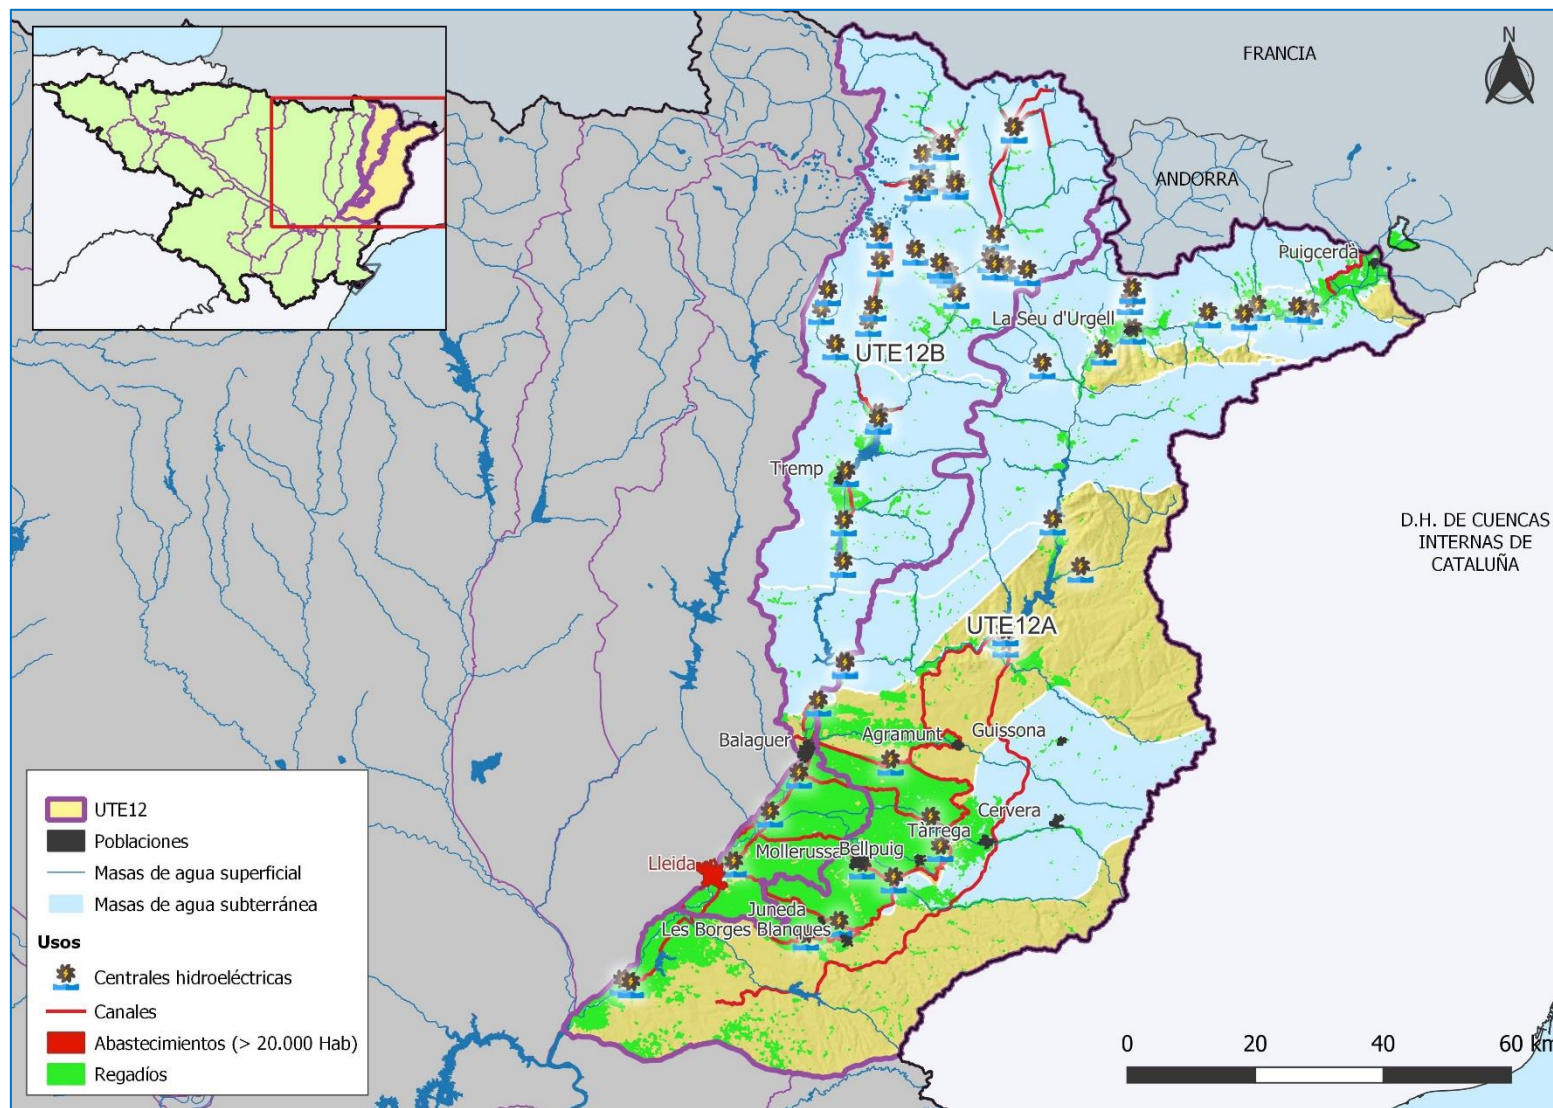 N
FRANCIA
ANDORRA
Puigcerdà
La Seu d'Urgell
UTE12B
Tremp
D.H. DE CUENCAS
INTERNAS DE
CATALUÑA
UTE12A
Balaguer
Agramunt
Guissona
Cervera
Tàrrega
Mollerussa
Bellpuig
Lleida
Juneda
Les Borges Blanques
UTE12
Poblaciones
Masas de agua superficial
Masas de agua subterránea
Usos
Centrales hidroeléctricas
Canales
Abastecimientos (> 20.000 Hab)
Regadíos
0 20 40 60 km